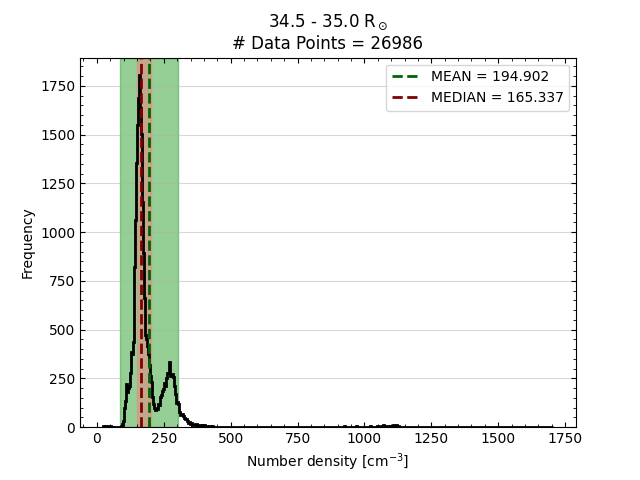 34.5 - 35.0 R⊙
# Data Points = 26986
MEAN = 194.902
MEDIAN = 165.337
1750
1500
1250
1000
750
500
250
0
Frequency
0 250 500 750 1000 1250 1500 1750
Number density [cm⁻³]